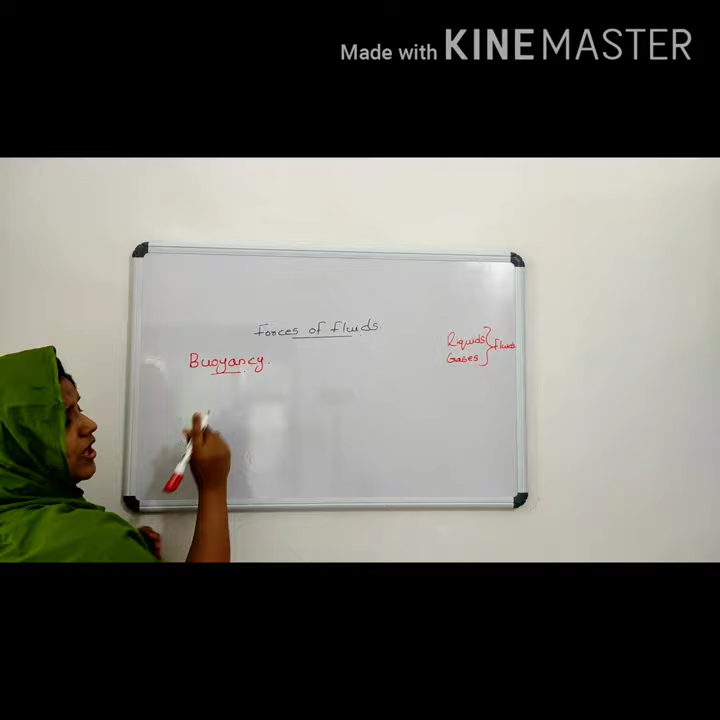 Made with KINEMASTER
Forces of fluids
Buoyancy.
liquids
Gases
fluids